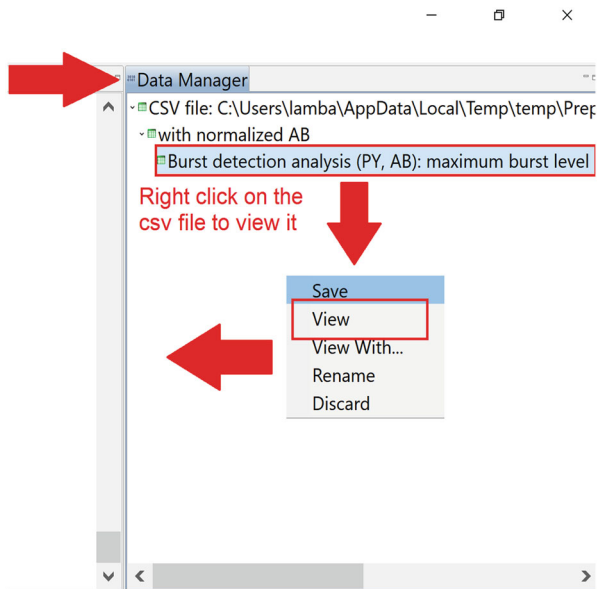 Data Manager
CSV file: C:\Users\lamba\AppData\Local\Temp\temp\Prep
with normalized AB
Burst detection analysis (PY, AB): maximum burst level
Right click on the
csv file to view it
Save
View
View With...
Rename
Discard